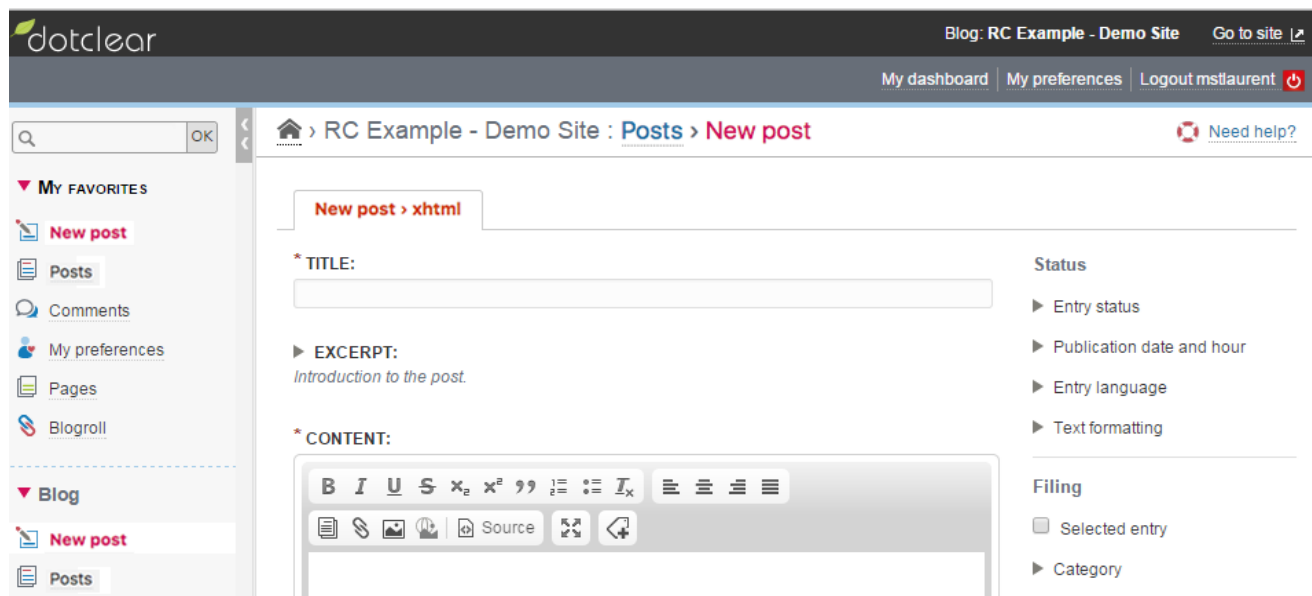 dotclear
Blog: RC Example - Demo Site Go to site
My dashboard My preferences Logout mstlaurent
OK
› RC Example - Demo Site : Posts › New post
Need help?
MY FAVORITES
New post
Posts
Comments
My preferences
Pages
Blogroll
Blog
New post
Posts
New post › xhtml
* TITLE:
EXCERPT:
Introduction to the post.
* CONTENT:
B I U S x₂ x² Tx
Source
Status
Entry status
Publication date and hour
Entry language
Text formatting
Filing
Selected entry
Category